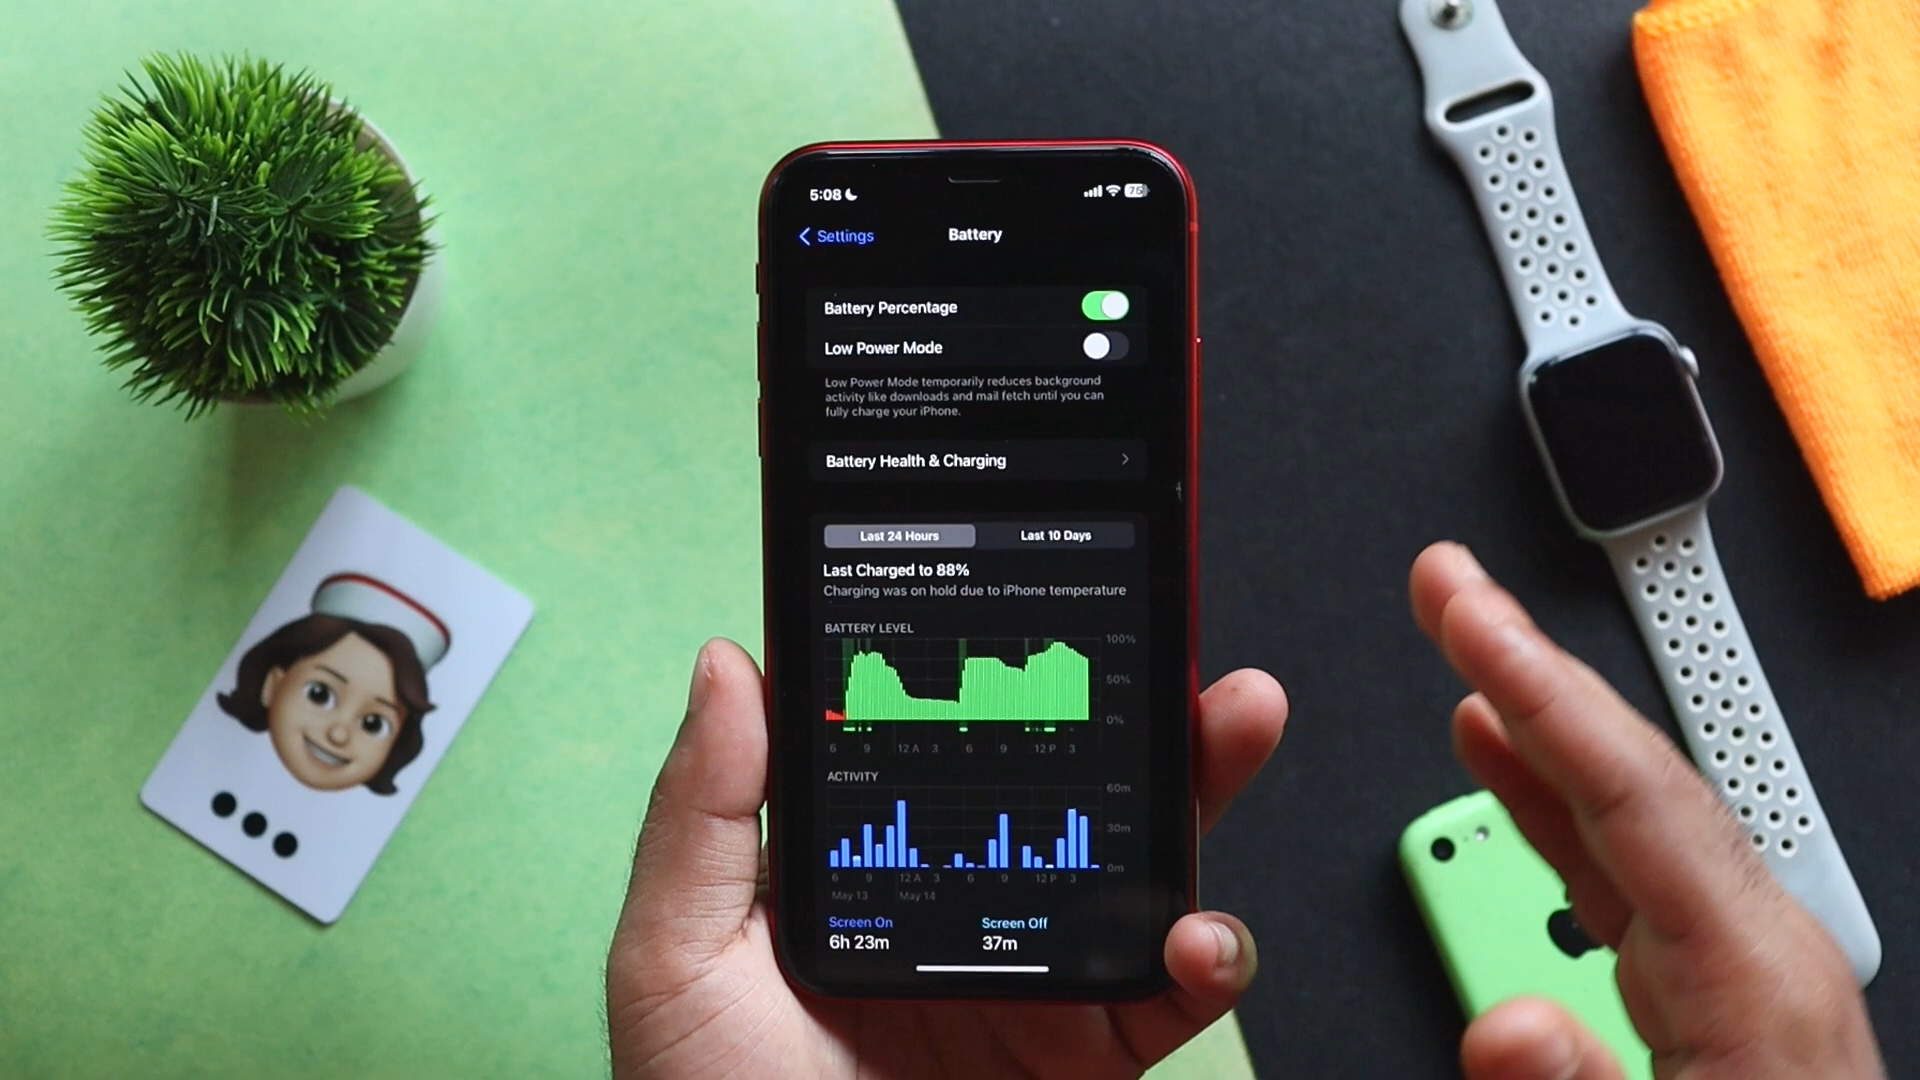 5:08
75
Settings
Battery
Battery Percentage
Low Power Mode
Low Power Mode temporarily reduces background
activity like downloads and mail fetch until you can
fully charge your iPhone.
Battery Health & Charging
Last 24 Hours Last 10 Days
Last Charged to 88%
Charging was on hold due to iPhone temperature
BATTERY LEVEL
100%
50%
0%
6 9 12 A 3 6 9 12 P 3
ACTIVITY
60m
30m
0m
6 9 12 A 3 6 9 12 P 3
May 13 May 14
Screen On Screen Off
6h 23m 37m